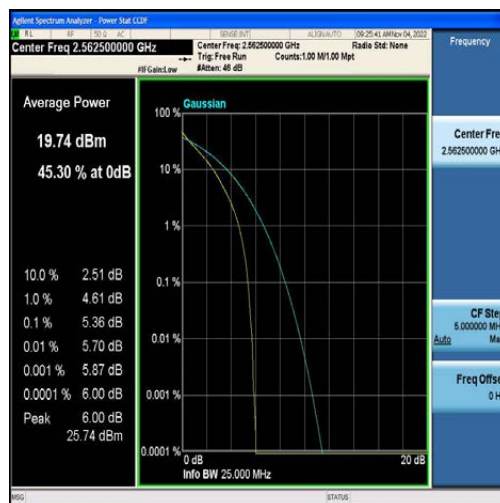 Agilent Spectrum Analyzer - Power Stat CCDF
RL RF 50 Ω AC SENSE:INT ALIGN AUTO 09:25:41 AM Nov 04, 2022
Center Freq 2.562500000 GHz
Center Freq: 2.562500000 GHz
Radio Std: None
Trig: Free Run
Counts:1.00 M/1.00 Mpt
#IFGain:Low
#Atten: 46 dB
Frequency
Average Power
19.74 dBm
45.30 % at 0dB
10.0 % 2.51 dB
1.0 % 4.61 dB
0.1 % 5.36 dB
0.01 % 5.70 dB
0.001 % 5.87 dB
0.0001 % 6.00 dB
Peak 6.00 dB
25.74 dBm
Gaussian
100 %
10 %
1 %
0.1 %
0.01 %
0.001 %
0.0001 %
0 dB
20 dB
Info BW 25.000 MHz
Center Fre
2.562500000 GH
CF Ste
5.000000 MH
Auto Ma
Freq Offse
0 H
MSG
STATUS